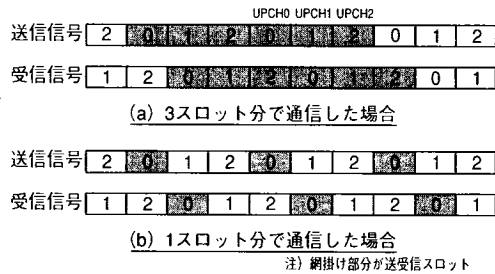 UPCH0 UPCH1 UPCH2
送信信号 2 0 1 2 0 1 2 0 1 2
受信信号 1 2 0 1 2 0 1 2 0 1
(a) 3スロット分で通信した場合
送信信号 2 0 1 2 0 1 2 0 1 2
受信信号 1 2 0 1 2 0 1 2 0 1
(b) 1スロット分で通信した場合
注) 網掛け部分が送受信スロット